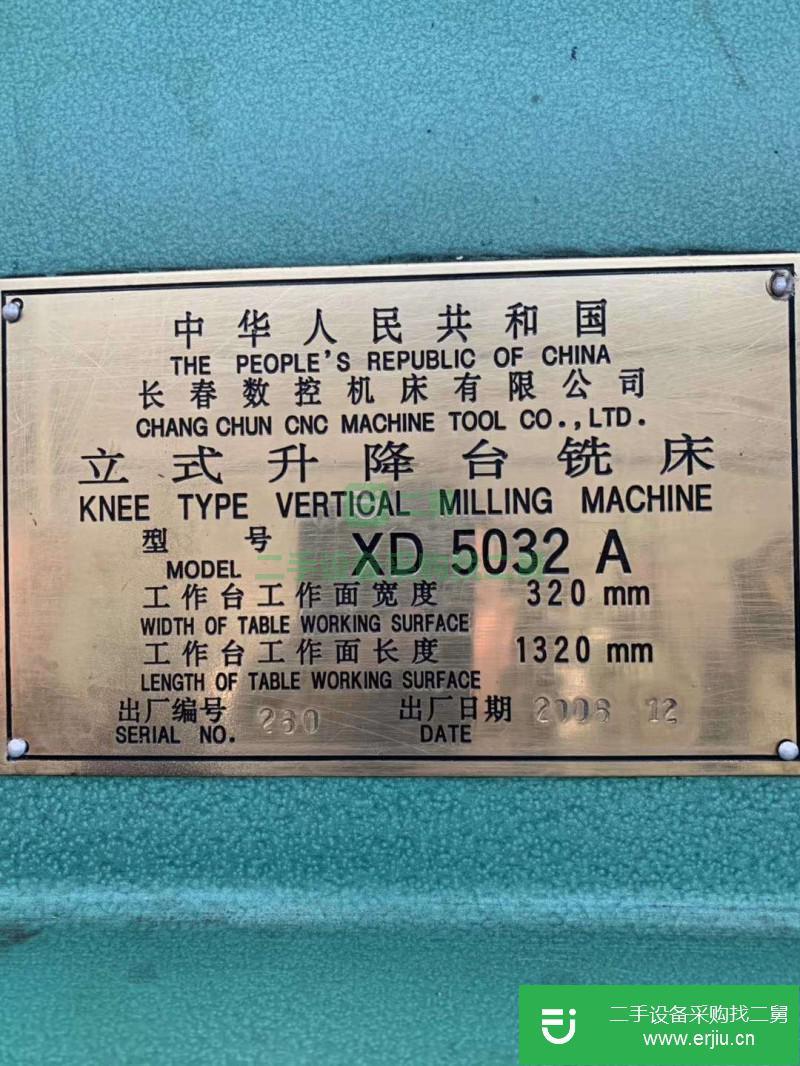 中华人民共和国
THE PEOPLE'S REPUBLIC OF CHINA
长春数控机床有限公司
CHANG CHUN CNC MACHINE TOOL CO.,LTD.
立式升降台铣床
KNEE TYPE VERTICAL MILLING MACHINE
型号
MODEL XD 5032 A
工作台工作面宽度 320 mm
WIDTH OF TABLE WORKING SURFACE
工作台工作面长度 1320 mm
LENGTH OF TABLE WORKING SURFACE
出厂编号 出厂日期 12
SERIAL NO. DATE
二手设备采购找二舅
www.erjiu.cn